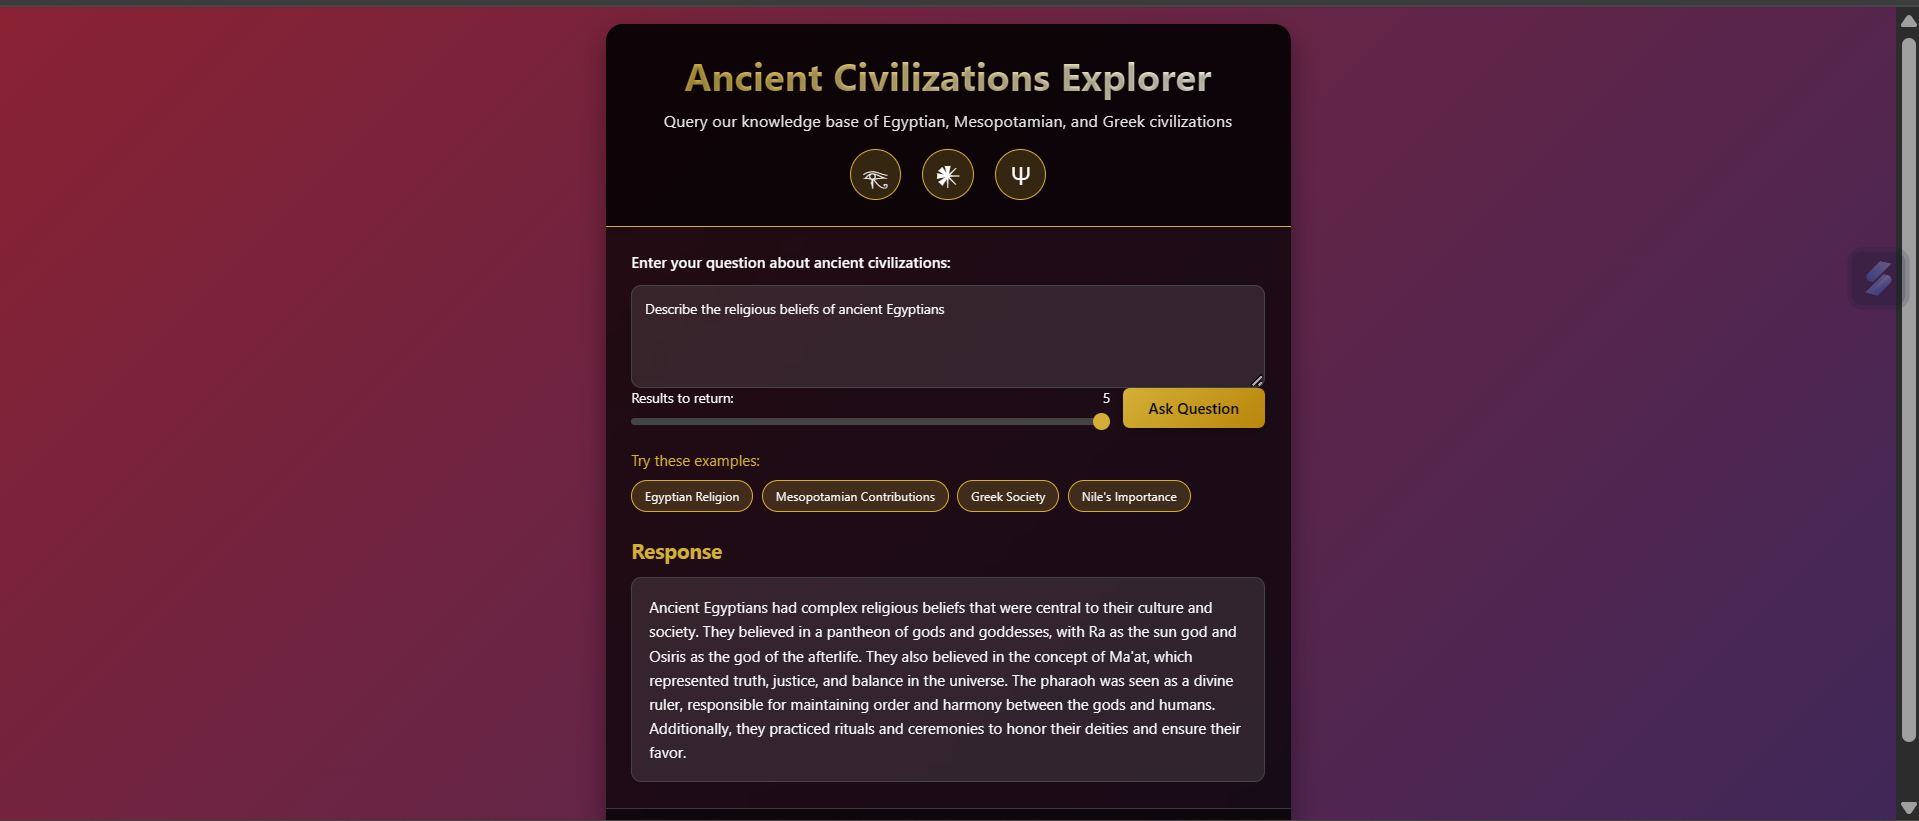 Ancient Civilizations Explorer
Query our knowledge base of Egyptian, Mesopotamian, and Greek civilizations
𓂀 𒀭 Ψ
Enter your question about ancient civilizations:
Describe the religious beliefs of ancient Egyptians
Results to return: 5
Ask Question
Try these examples:
Egyptian Religion Mesopotamian Contributions Greek Society Nile's Importance
Response
Ancient Egyptians had complex religious beliefs that were central to their culture and
society. They believed in a pantheon of gods and goddesses, with Ra as the sun god and
Osiris as the god of the afterlife. They also believed in the concept of Ma'at, which
represented truth, justice, and balance in the universe. The pharaoh was seen as a divine
ruler, responsible for maintaining order and harmony between the gods and humans.
Additionally, they practiced rituals and ceremonies to honor their deities and ensure their
favor.